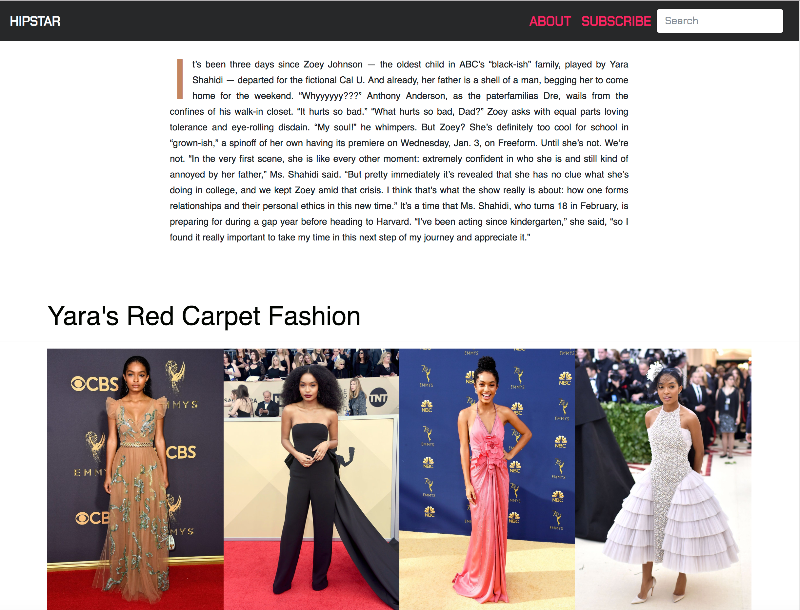 HIPSTAR
ABOUT SUBSCRIBE Search
It's been three days since Zoey Johnson — the oldest child in ABC's “black-ish” family, played by Yara
Shahidi — departed for the fictional Cal U. And already, her father is a shell of a man, begging her to come
home for the weekend. “Whyyyyyy???” Anthony Anderson, as the paterfamilias Dre, wails from the
confines of his walk-in closet. “It hurts so bad.” “What hurts so bad, Dad?” Zoey asks with equal parts loving
tolerance and eye-rolling disdain. “My soul!” he whimpers. But Zoey? She's definitely too cool for school in
“grown-ish,” a spinoff of her own having its premiere on Wednesday, Jan. 3, on Freeform. Until she's not. We're
not. “In the very first scene, she is like every other moment: extremely confident in who she is and still kind of
annoyed by her father,” Ms. Shahidi said. “But pretty immediately it's revealed that she has no clue what she's
doing in college, and we kept Zoey amid that crisis. I think that's what the show really is about: how one forms
relationships and their personal ethics in this new time.” It's a time that Ms. Shahidi, who turns 18 in February, is
preparing for during a gap year before heading to Harvard. “I've been acting since kindergarten,” she said, “so I
found it really important to take my time in this next step of my journey and appreciate it.”
Yara's Red Carpet Fashion
CBS
EMMYS
CBS
EMMY
CBS
TNT
NBC
EMMYS
NBC